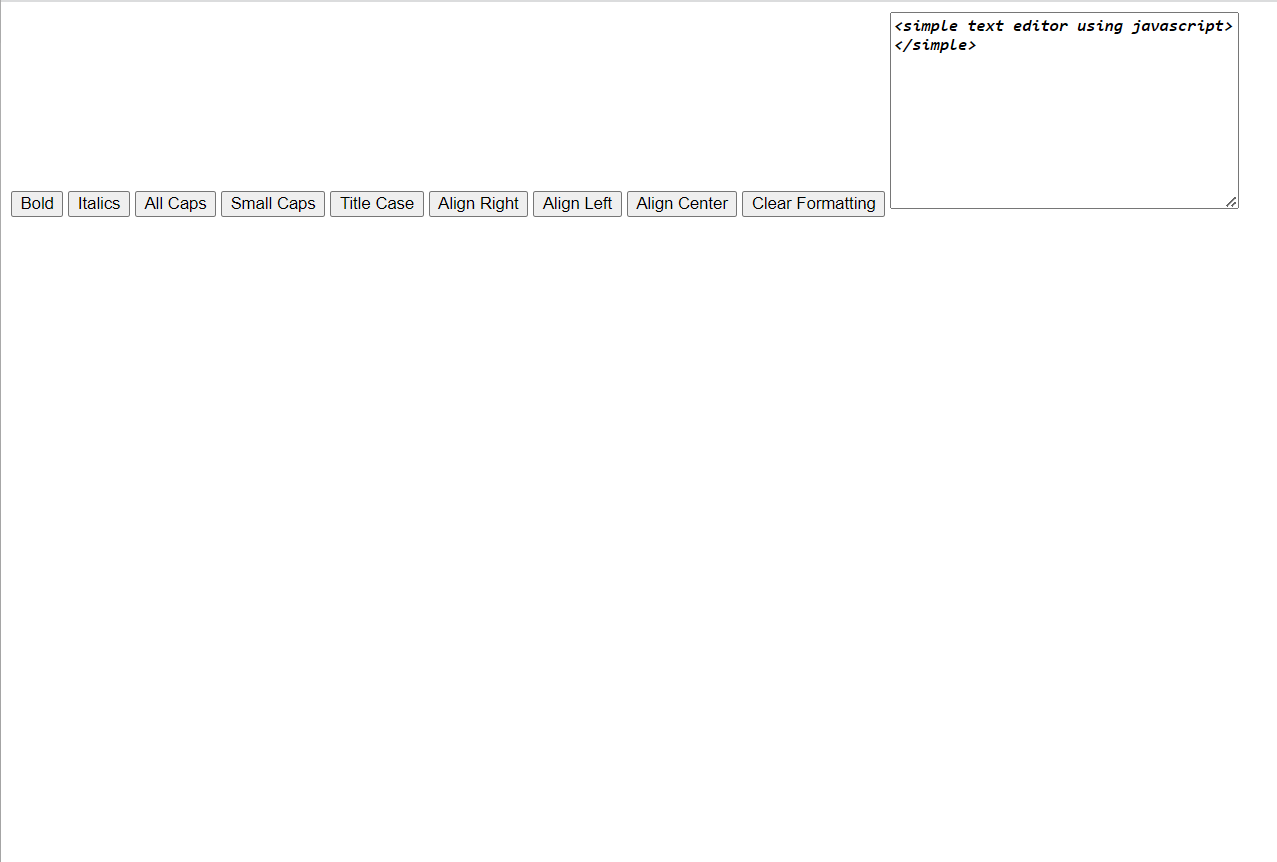 <simple text editor using javascript>
</simple>
Bold Italics All Caps Small Caps Title Case Align Right Align Left Align Center Clear Formatting